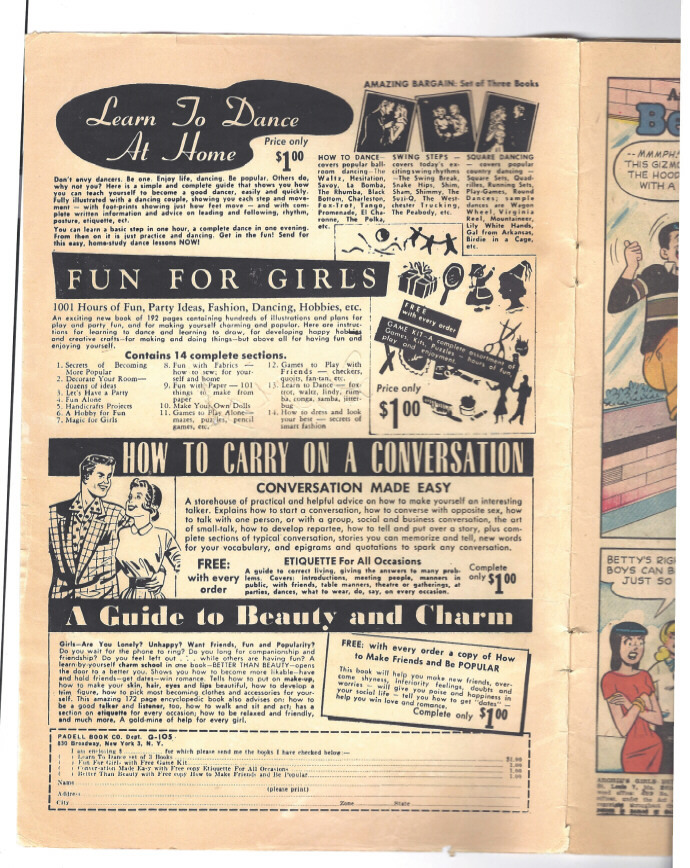 AMAZING BARGAIN: Set of Three Books
Learn To Dance
At Home
Price only
$1.00
Don't envy dancers. Be one. Enjoy life, dancing. Be popular. Others do,
why not you? Here is a simple and complete guide that shows you how
you can teach yourself to become a good dancer, easily and quickly.
Fully illustrated with a dancing couple, showing you each step and move-
ment — with foot-prints showing just how feet move — and with com-
plete written information and advice on leading and following, rhythm,
posture, etiquette, ect.
You can learn a basic step in one hour, a complete dance in one evening.
From then on it is just practice and dancing. Get in the fun! Send for
this easy, home-study dance lessons NOW!
HOW TO DANCE—
covers popular ball-
room dancing—The
Waltz, Hesitation,
Savoy, La Bomba,
The Rhumba, Black
Bottom, Charleston,
Fox-Trot, Tango,
Promenade, El Cha-
ronne, The Polka,
etc.
SWING STEPS —
covers today's ex-
citing swing rhythms
—The Swing Break,
Snake Hips, Shim
Sham, Shimmy, The
Suzi-Q, The West-
chester, Trucking,
The Peabody, etc.
SQUARE DANCING
— covers popular
country dancing —
Square Sets, Quad-
rilles, Running Sets,
Play-Games, Round
Dances; sample
dances are Wagon
Wheel, Virginia
Reel, Mountaineer,
Lily White Hands,
Gal from Arkansas,
Birdie in a Cage,
etc.
FUN FOR GIRLS
1001 Hours of Fun, Party Ideas, Fashion, Dancing, Hobbies, etc.
An exciting new book of 192 pages containing hundreds of illustrations and plans for
play and party fun, and for making yourself charming and popular. Here are instruc-
tions for learning to dance and learning to draw, for developing happy hobbies
and creative crafts—for making and doing things—but above all for having fun and
enjoying yourself.
Contains 14 complete sections.
1. Secrets of Becoming
More Popular
2. Decorate Your Room—
dozens of ideas
3. Let's Have a Party
4. Fun Alone
5. Handicrafts Projects
6. A Hobby for Fun
7. Magic for Girls
8. Fun with Fabrics —
how to sew; for your-
self and home
9. Fun with Paper — 101
things to make from
paper
10. Make Your Own Dolls
11. Games to Play Alone—
mazes, puzzles, pencil
games, etc.
12. Games to Play with
Friends — checkers,
quoits, fan-tan, etc.
13. Learn to Dance — fox-
trot, waltz, lindy, rum-
ba, conga, samba, jitter-
bug
14. How to dress and look
your best — secrets of
smart fashion
FREE
with every order
GAME KIT—A complete assortment of
Games, Kits, Puzzles — hours of fun,
play and enjoyment.
Price only
$1.00
HOW TO CARRY ON A CONVERSATION
CONVERSATION MADE EASY
A storehouse of practical and helpful advice on how to make yourself an interesting
talker. Explains how to start a conversation, how to converse with opposite sex, how
to talk with one person, or with a group, social and business conversation, the art
of small-talk, how to develop repartee, how to tell and put over a story, plus com-
plete sections of typical conversation, stories you can memorize and tell, new words
for your vocabulary, and epigrams and quotations to spark any conversation.
FREE:
with every
order
ETIQUETTE For All Occasions
A guide to correct living, giving the answers to many prob-
lems. Covers: introductions, meeting people, manners in
public, with friends, table manners, theatre or gatherings, at
parties, dances, what to wear, do, say, on every occasion.
Complete
only $1.00
A Guide to Beauty and Charm
Girls—Are You Lonely? Unhappy? Want Friends, Fun and Popularity?
Do you wait for the phone to ring? Do you long for companionship and
friendship? Do you feel left out . . . while others are having fun? A
learn-by-yourself charm school in one book—BETTER THAN BEAUTY—opens
the door to a better you. Shows you how to become more likable—have
and hold friends—get dates—win romance. Tells how to put on make-up,
how to make your skin, hair, eyes and lips beautiful, how to develop a
trim figure, how to pick most becoming clothes and accessories for your-
self. This amazing 172 page encyclopedic book also advises on: how to
be a good talker and listener, too, how to walk and sit and act; has a
section on etiquette for every occasion; how to be relaxed and friendly,
and much more. A gold-mine of help for every girl.
FREE: with every order a copy of How
to Make Friends and Be POPULAR
This book will help you make new friends, over-
come shyness, inferiority feelings, doubts and
worries — will give you poise and happiness in
your social life — tell you how to get "dates" —
help you win love and romance.
Complete only $1.00
PADELL BOOK CO. Dept. G-105
830 Broadway, New York 3, N. Y.
I am enclosing $ for which please send me the books I have checked below:—
( ) Learn To Dance set of 3 Books $1.00
( ) Fun For Girls with Free Game Kit 1.00
( ) Conversation Made Easy with Free copy Etiquette For All Occasions 1.00
( ) Better Than Beauty with Free copy How to Make Friends and Be Popular 1.00
Name
(please print)
Address
City Zone State
A
Be
--MMMPH!
THIS GIZMO
THE HOOD
WITH A
BETTY'S RIG
BOYS CAN B
JUST SO
ARCHIE'S GIRLS
St. Louis